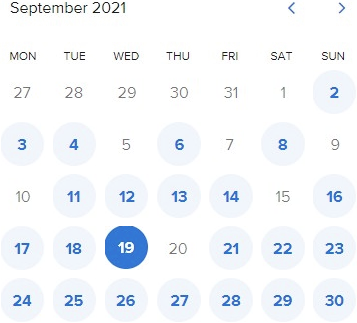 September 2021
MON TUE WED THU FRI SAT SUN
27 28 29 30 31 1 2
3 4 5 6 7 8 9
10 11 12 13 14 15 16
17 18 19 20 21 22 23
24 25 26 27 28 29 30